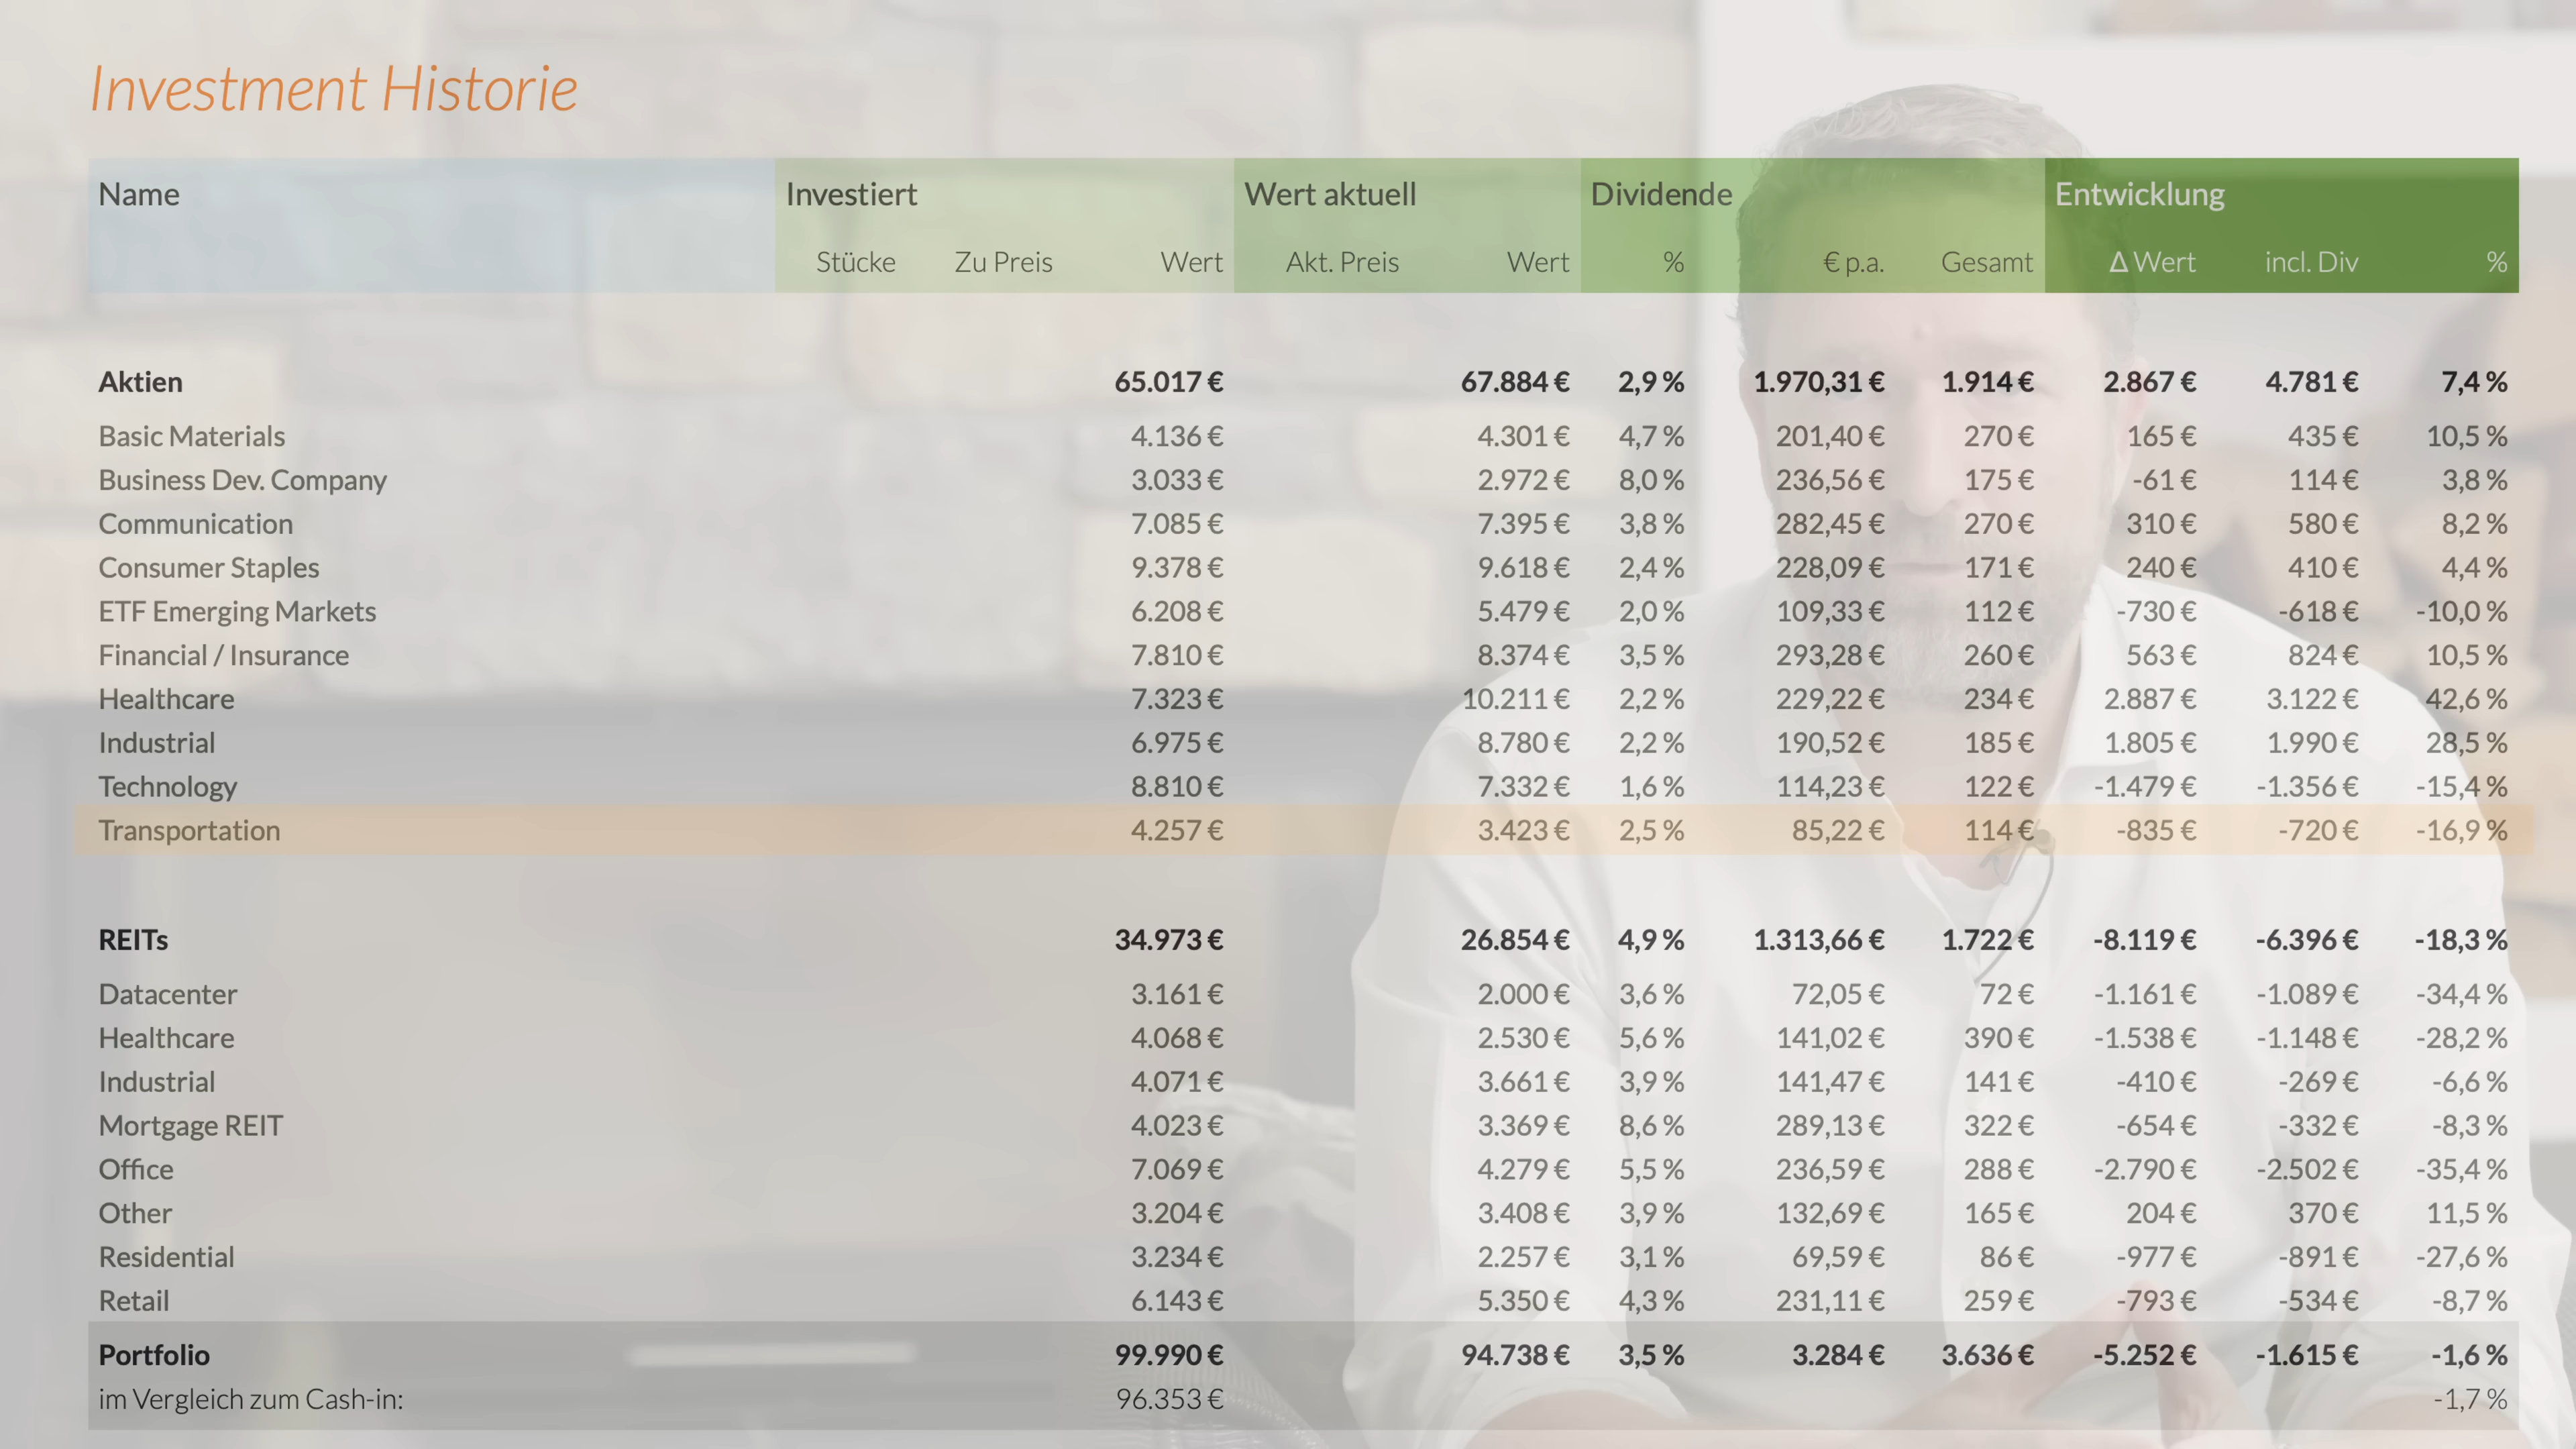 Investment Historie
Name Investiert Wert aktuell Dividende Entwicklung
Stücke Zu Preis Wert Akt. Preis Wert % € p.a. Gesamt Δ Wert incl. Div %
Aktien 65.017 € 67.884 € 2,9 % 1.970,31 € 1.914 € 2.867 € 4.781 € 7,4 %
Basic Materials 4.136 € 4.301 € 4,7 % 201,40 € 270 € 165 € 435 € 10,5 %
Business Dev. Company 3.033 € 2.972 € 8,0 % 236,56 € 175 € -61 € 114 € 3,8 %
Communication 7.085 € 7.395 € 3,8 % 282,45 € 270 € 310 € 580 € 8,2 %
Consumer Staples 9.378 € 9.618 € 2,4 % 228,09 € 171 € 240 € 410 € 4,4 %
ETF Emerging Markets 6.208 € 5.479 € 2,0 % 109,33 € 112 € -730 € -618 € -10,0 %
Financial / Insurance 7.810 € 8.374 € 3,5 % 293,28 € 260 € 563 € 824 € 10,5 %
Healthcare 7.323 € 10.211 € 2,2 % 229,22 € 234 € 2.887 € 3.122 € 42,6 %
Industrial 6.975 € 8.780 € 2,2 % 190,52 € 185 € 1.805 € 1.990 € 28,5 %
Technology 8.810 € 7.332 € 1,6 % 114,23 € 122 € -1.479 € -1.356 € -15,4 %
Transportation 4.257 € 3.423 € 2,5 % 85,22 € 114 € -835 € -720 € -16,9 %
REITs 34.973 € 26.854 € 4,9 % 1.313,66 € 1.722 € -8.119 € -6.396 € -18,3 %
Datacenter 3.161 € 2.000 € 3,6 % 72,05 € 72 € -1.161 € -1.089 € -34,4 %
Healthcare 4.068 € 2.530 € 5,6 % 141,02 € 390 € -1.538 € -1.148 € -28,2 %
Industrial 4.071 € 3.661 € 3,9 % 141,47 € 141 € -410 € -269 € -6,6 %
Mortgage REIT 4.023 € 3.369 € 8,6 % 289,13 € 322 € -654 € -332 € -8,3 %
Office 7.069 € 4.279 € 5,5 % 236,59 € 288 € -2.790 € -2.502 € -35,4 %
Other 3.204 € 3.408 € 3,9 % 132,69 € 165 € 204 € 370 € 11,5 %
Residential 3.234 € 2.257 € 3,1 % 69,59 € 86 € -977 € -891 € -27,6 %
Retail 6.143 € 5.350 € 4,3 % 231,11 € 259 € -793 € -534 € -8,7 %
Portfolio 99.990 € 94.738 € 3,5 % 3.284 € 3.636 € -5.252 € -1.615 € -1,6 %
im Vergleich zum Cash-in: 96.353 € -1,7 %